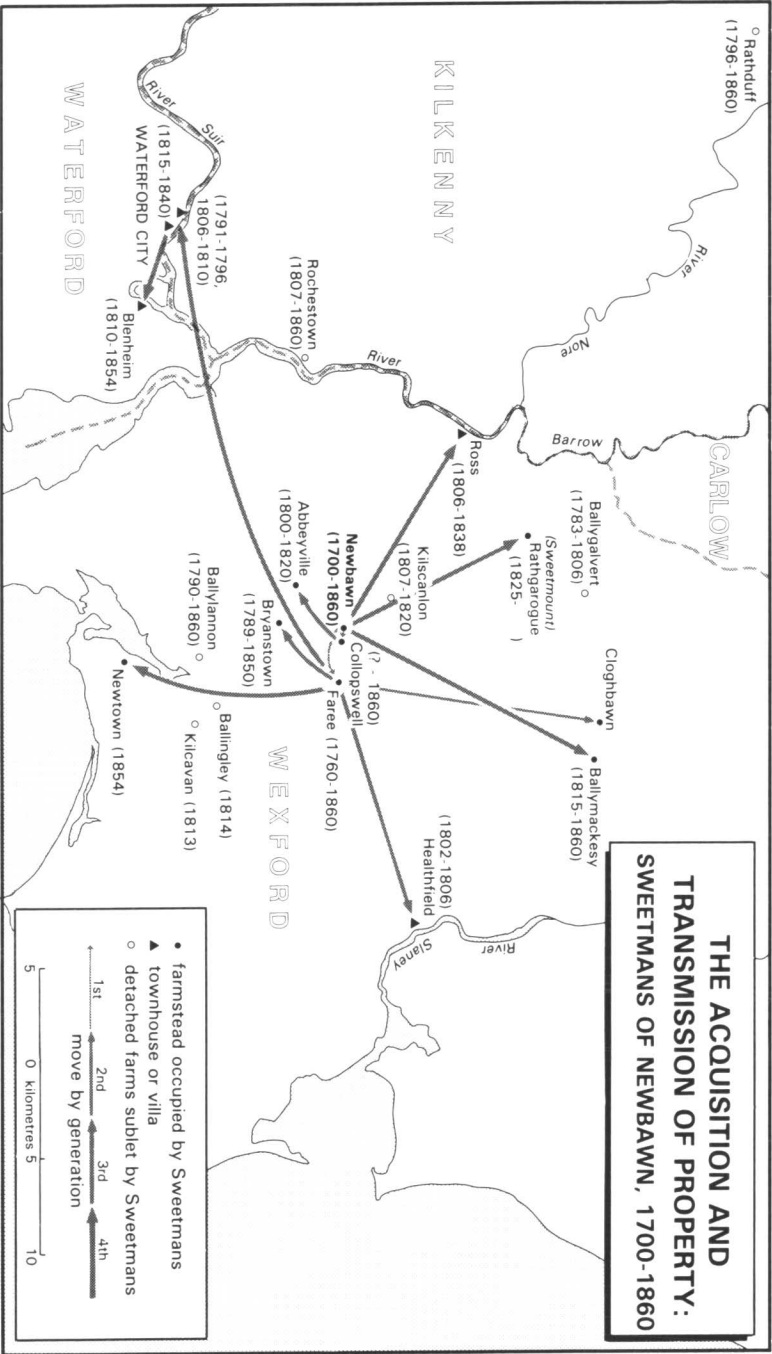 THE ACQUISITION AND
TRANSMISSION OF PROPERTY:
SWEETMANS OF NEWBAWN, 1700-1860
Rathduff
(1796-1860)
River
Nore
CARLOW
KILKENNY
Barrow
Ballygalvert
(1783-1806)
(Sweetmount)
Rathgarogue
(1825-    )
Cloghbawn
Ballymackesy
(1815-1860)
River
Ross
(1806-1838)
Kilscanlon
(1807-1820)
(1802-1806)
Healthfield
River
Slaney
Rochestown
(1807-1860)
Newbawn
(1700-1860)
(? - 1860)
Collopswell
Faree (1760-1860)
Abbeyville
(1800-1820)
Bryanstown
(1789-1850)
WEXFORD
River
Suir
(1791-1796,
1806-1810)
(1815-1840)
WATERFORD CITY
Blenheim
(1810-1854)
WATERFORD
Ballylannon
(1790-1860)
Ballingley (1814)
Kilcavan (1813)
Newtown (1854)
farmstead occupied by Sweetmans
townhouse or villa
detached farms sublet by Sweetmans
1st
2nd
3rd
4th
move by generation
5
0
kilometres
5
10